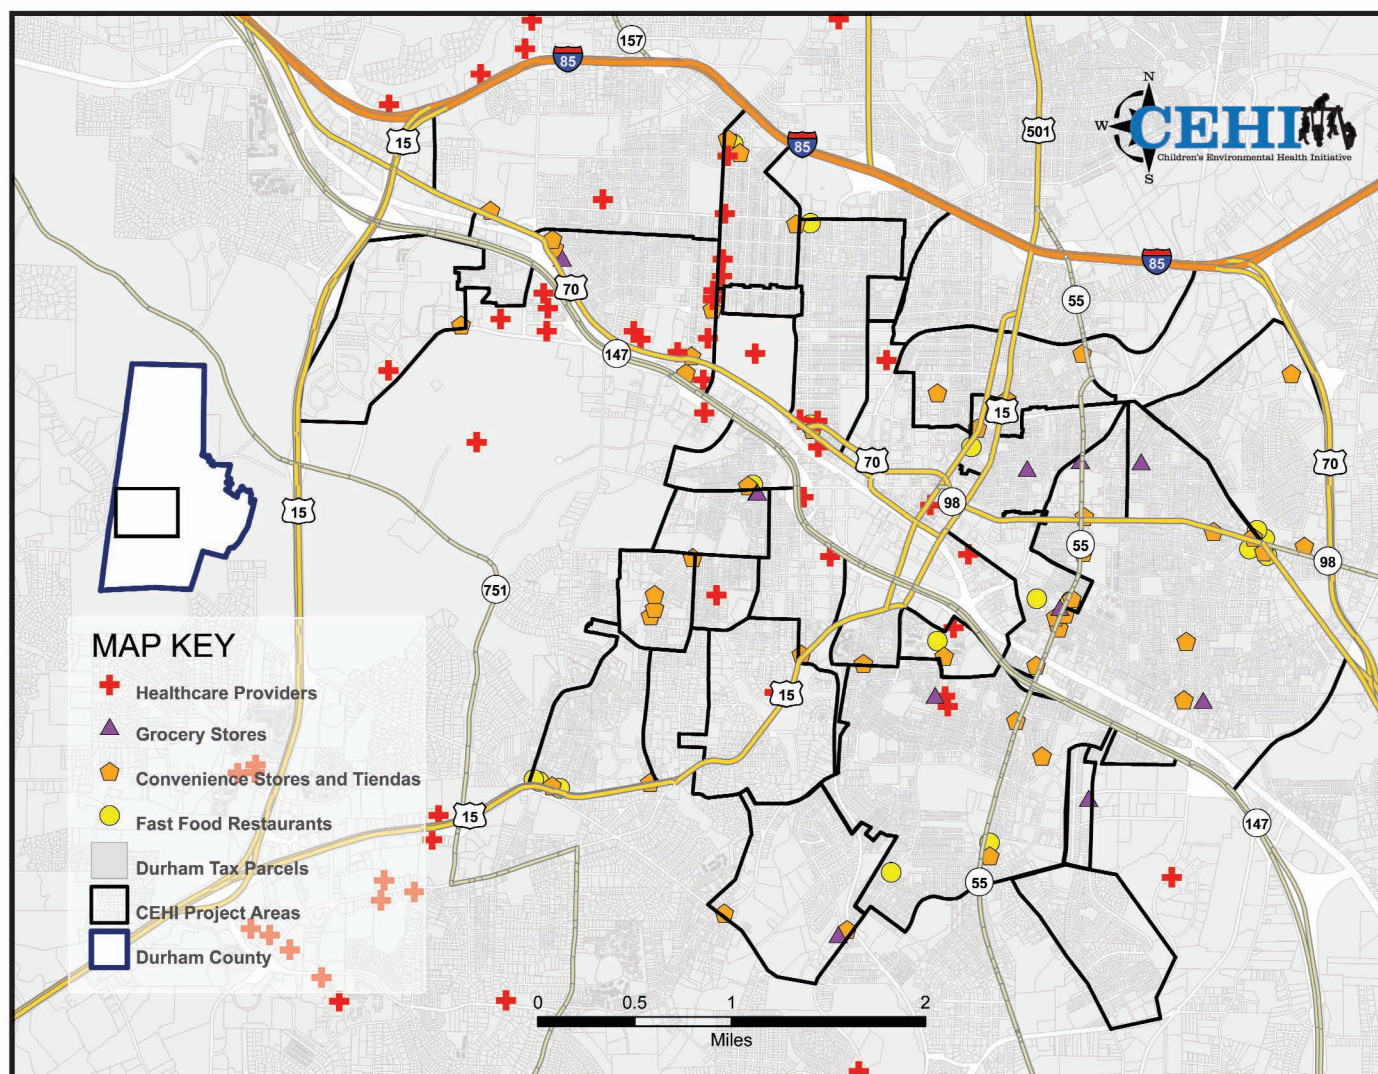 157
85
15
501
85
N
W
CEHI
Children's Environmental Health Initiative
S
85
70
55
147
15
70
70
15
98
55
98
751
MAP KEY
Healthcare Providers
Grocery Stores
Convenience Stores and Tiendas
Fast Food Restaurants
Durham Tax Parcels
CEHI Project Areas
Durham County
15
15
147
55
0 0.5 1 2
Miles